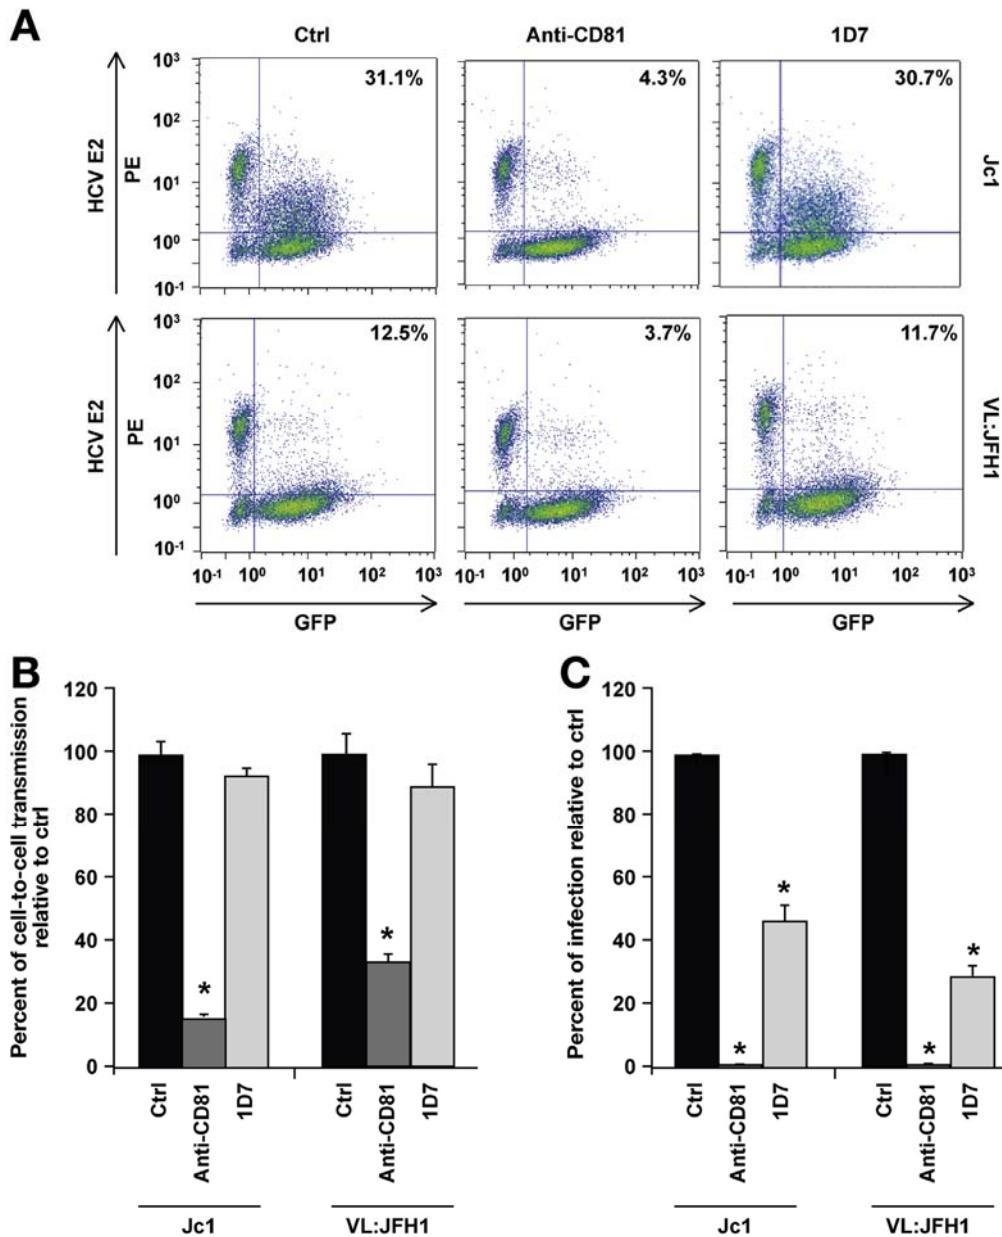 A
Ctrl Anti-CD81 1D7
HCV E2
PE
10³
10²
10¹
10⁰
10⁻¹
31.1%
4.3%
30.7%
Jc1
HCV E2
PE
10³
10²
10¹
10⁰
10⁻¹
12.5%
3.7%
11.7%
VL:JFH1
10⁻¹ 10⁰ 10¹ 10² 10³
10⁻¹ 10⁰ 10¹ 10² 10³
10⁻¹ 10⁰ 10¹ 10² 10³
GFP GFP GFP
B
Percent of cell-to-cell transmission
relative to ctrl
120
100
80
60
40
20
0
*
*
Ctrl
Anti-CD81
1D7
Ctrl
Anti-CD81
1D7
Jc1 VL:JFH1
C
Percent of infection relative to ctrl
120
100
80
60
40
20
0
*
*
*
*
Ctrl
Anti-CD81
1D7
Ctrl
Anti-CD81
1D7
Jc1 VL:JFH1